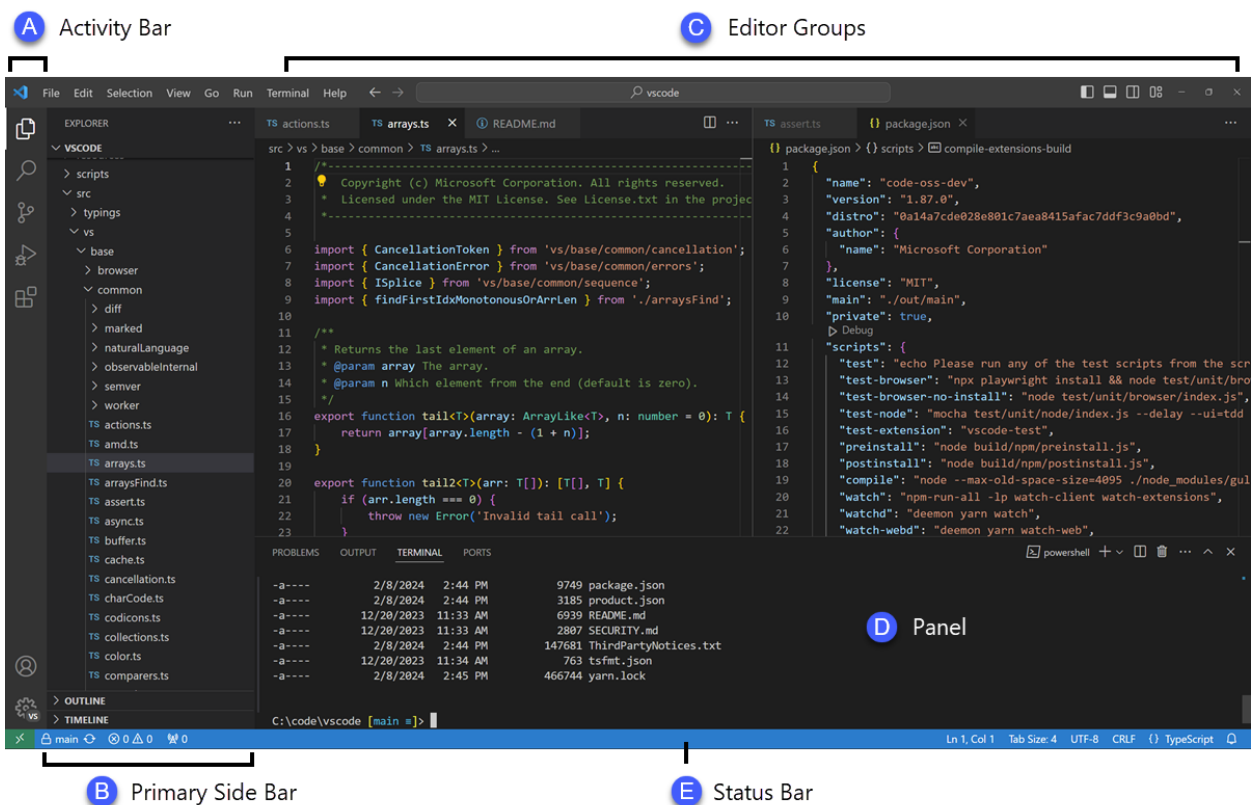 A Activity Bar
C Editor Groups
File Edit Selection View Go Run Terminal Help
vscode
EXPLORER
VSCODE
scripts
src
typings
vs
base
browser
common
diff
marked
naturalLanguage
observableInternal
semver
worker
TS actions.ts
TS amd.ts
TS arrays.ts
TS arraysFind.ts
TS assert.ts
TS async.ts
TS buffer.ts
TS cache.ts
TS cancellation.ts
TS charCode.ts
TS codicons.ts
TS collections.ts
TS color.ts
TS comparers.ts
OUTLINE
TIMELINE
VS
TS actions.ts TS arrays.ts × README.md
src > vs > base > common > TS arrays.ts > ...
1 /*---------------------------------------------------------------
2 Copyright (c) Microsoft Corporation. All rights reserved.
3 * Licensed under the MIT License. See License.txt in the projec
4 *---------------------------------------------------------------
5
6 import { CancellationToken } from 'vs/base/common/cancellation';
7 import { CancellationError } from 'vs/base/common/errors';
8 import { ISplice } from 'vs/base/common/sequence';
9 import { findFirstIdxMonotonousOrArrLen } from './arraysFind';
10
11 /**
12 * Returns the last element of an array.
13 * @param array The array.
14 * @param n Which element from the end (default is zero).
15 */
16 export function tail<T>(array: ArrayLike<T>, n: number = 0): T {
17 return array[array.length - (1 + n)];
18 }
19
20 export function tail2<T>(arr: T[]): [T[], T] {
21 if (arr.length === 0) {
22 throw new Error('Invalid tail call');
23 }
TS assert.ts {} package.json ×
{} package.json > {} scripts > abc compile-extensions-build
1 {
2 "name": "code-oss-dev",
3 "version": "1.87.0",
4 "distro": "0a14a7cde028e801c7aea8415afac7ddf3c9a0bd",
5 "author": {
6 "name": "Microsoft Corporation"
7 },
8 "license": "MIT",
9 "main": "./out/main",
10 "private": true,
Debug
11 "scripts": {
12 "test": "echo Please run any of the test scripts from the scr
13 "test-browser": "npx playwright install && node test/unit/bro
14 "test-browser-no-install": "node test/unit/browser/index.js",
15 "test-node": "mocha test/unit/node/index.js --delay --ui=tdd
16 "test-extension": "vscode-test",
17 "preinstall": "node build/npm/preinstall.js",
18 "postinstall": "node build/npm/postinstall.js",
19 "compile": "node --max-old-space-size=4095 ./node_modules/gul
20 "watch": "npm-run-all -lp watch-client watch-extensions",
21 "watchd": "deemon yarn watch",
22 "watch-webd": "deemon yarn watch-web",
PROBLEMS OUTPUT TERMINAL PORTS
powershell
-a---- 2/8/2024 2:44 PM 9749 package.json
-a---- 2/8/2024 2:44 PM 3185 product.json
-a---- 12/20/2023 11:33 AM 6939 README.md
-a---- 12/20/2023 11:33 AM 2807 SECURITY.md
-a---- 2/8/2024 2:44 PM 147681 ThirdPartyNotices.txt
-a---- 12/20/2023 11:34 AM 763 tsfmt.json
-a---- 2/8/2024 2:45 PM 466744 yarn.lock
C:\code\vscode [main ≡]>
D Panel
main 0 0 0
Ln 1, Col 1 Tab Size: 4 UTF-8 CRLF {} TypeScript
B Primary Side Bar
E Status Bar